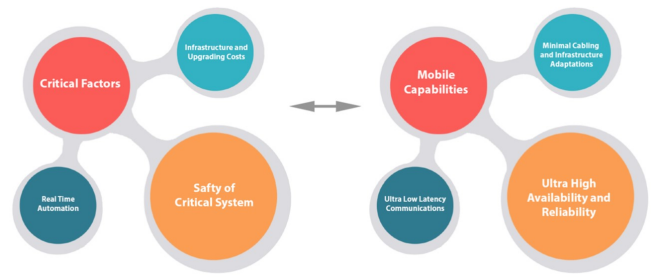 Infrastructure and
Upgrading Costs
Critical Factors
Real Time
Automation
Safty of
Critical System
Minimal Cabling
and Infrastructure
Adaptations
Mobile
Capabilities
Ultra Low Latency
Communications
Ultra High
Availability and
Reliability